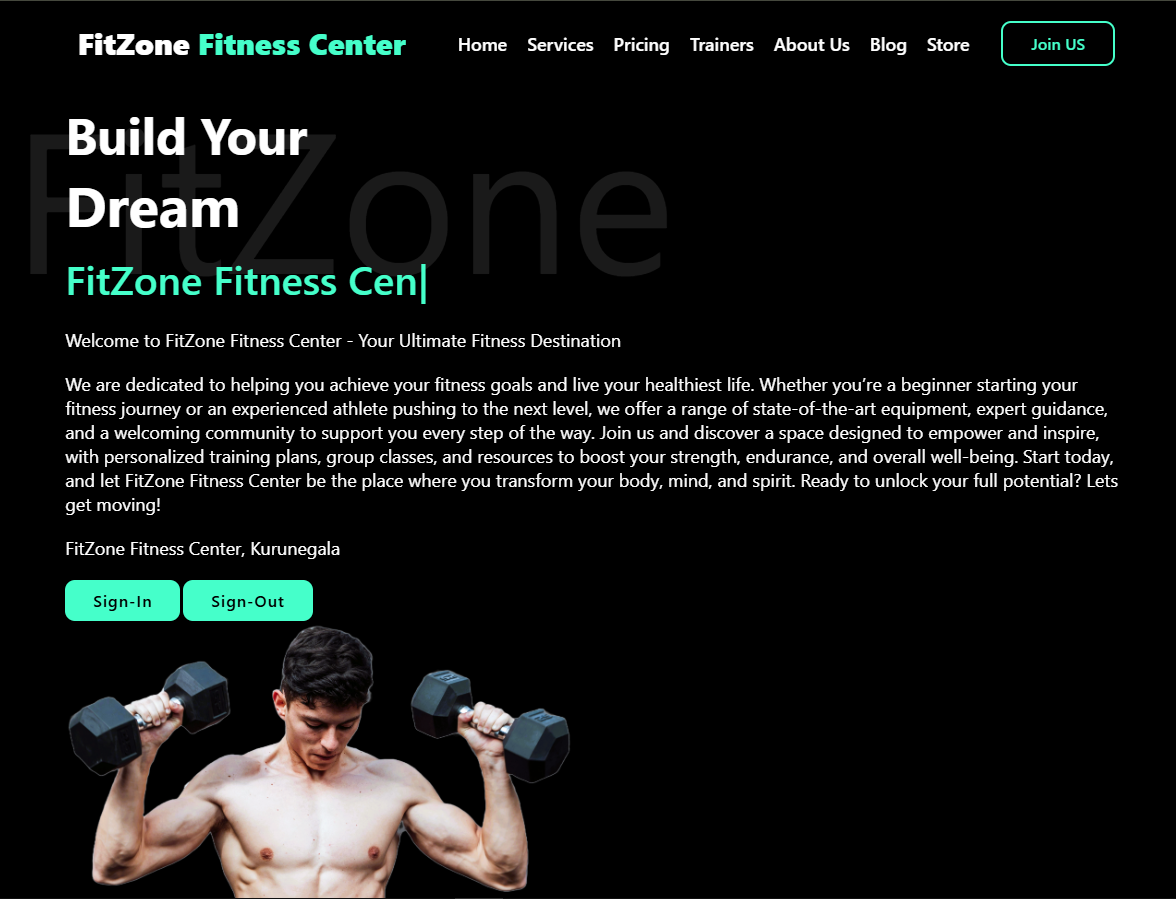 FitZone Fitness Center
Home Services Pricing Trainers About Us Blog Store
Join US
FitZone
Build Your
Dream
FitZone Fitness Cen|
Welcome to FitZone Fitness Center - Your Ultimate Fitness Destination
We are dedicated to helping you achieve your fitness goals and live your healthiest life. Whether you’re a beginner starting your
fitness journey or an experienced athlete pushing to the next level, we offer a range of state-of-the-art equipment, expert guidance,
and a welcoming community to support you every step of the way. Join us and discover a space designed to empower and inspire,
with personalized training plans, group classes, and resources to boost your strength, endurance, and overall well-being. Start today,
and let FitZone Fitness Center be the place where you transform your body, mind, and spirit. Ready to unlock your full potential? Lets
get moving!
FitZone Fitness Center, Kurunegala
Sign-In Sign-Out